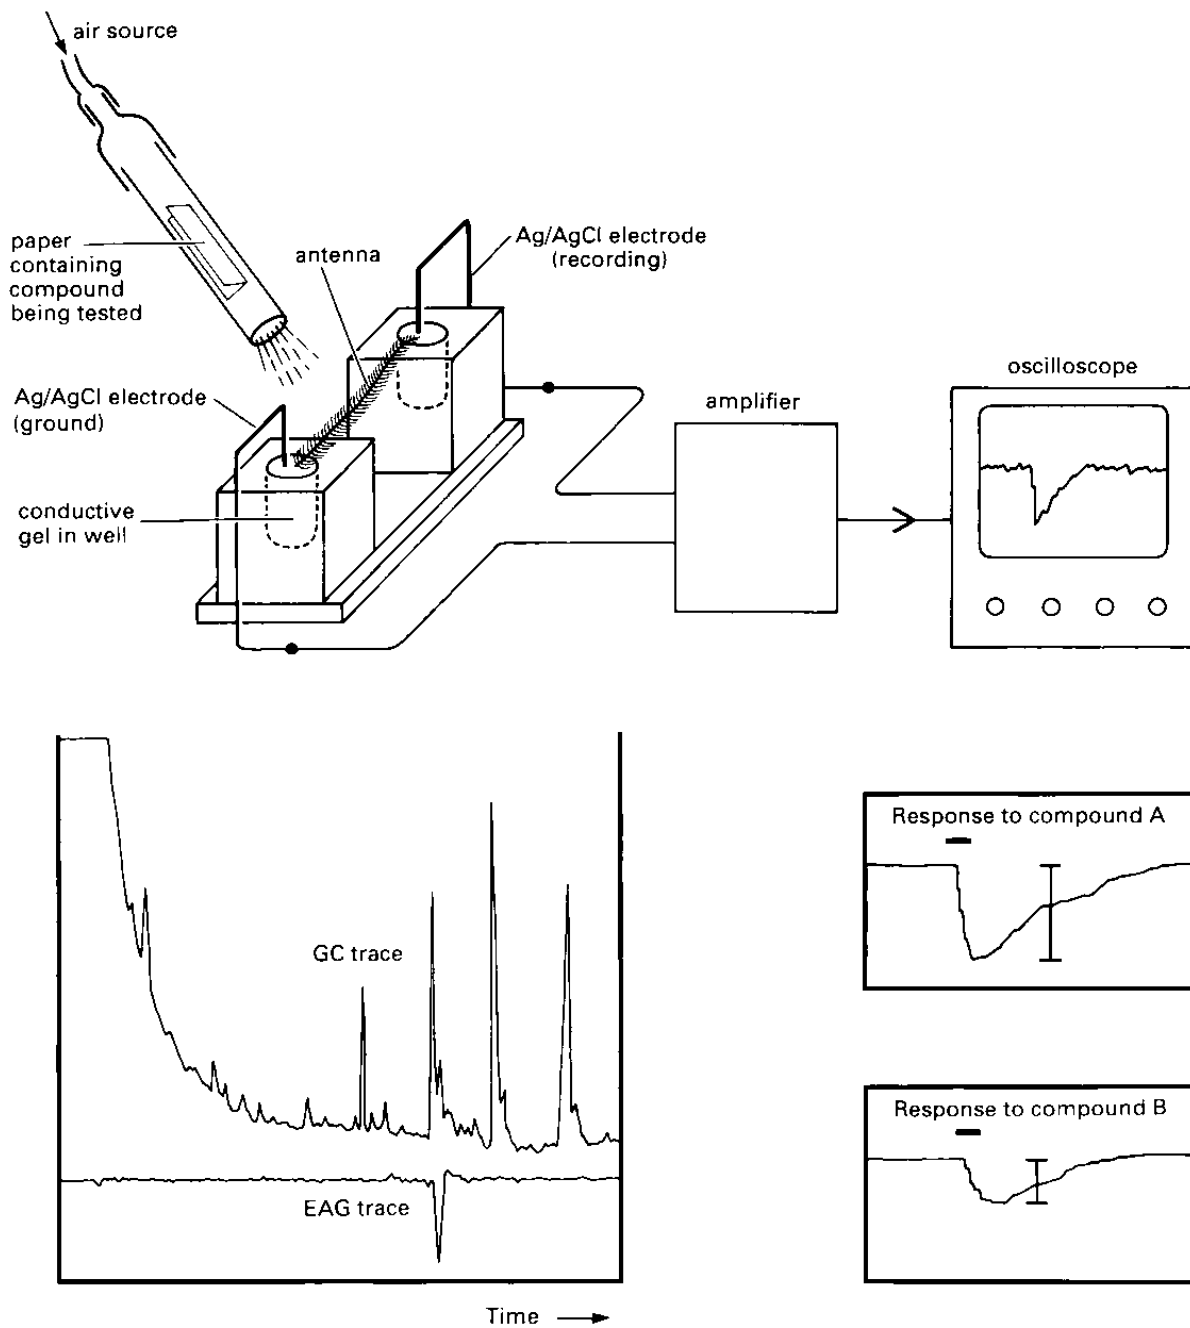 air source
paper
containing
compound
being tested
antenna
Ag/AgCl electrode
(recording)
Ag/AgCl electrode
(ground)
conductive
gel in well
amplifier
oscilloscope
GC trace
EAG trace
Time
Response to compound A
Response to compound B